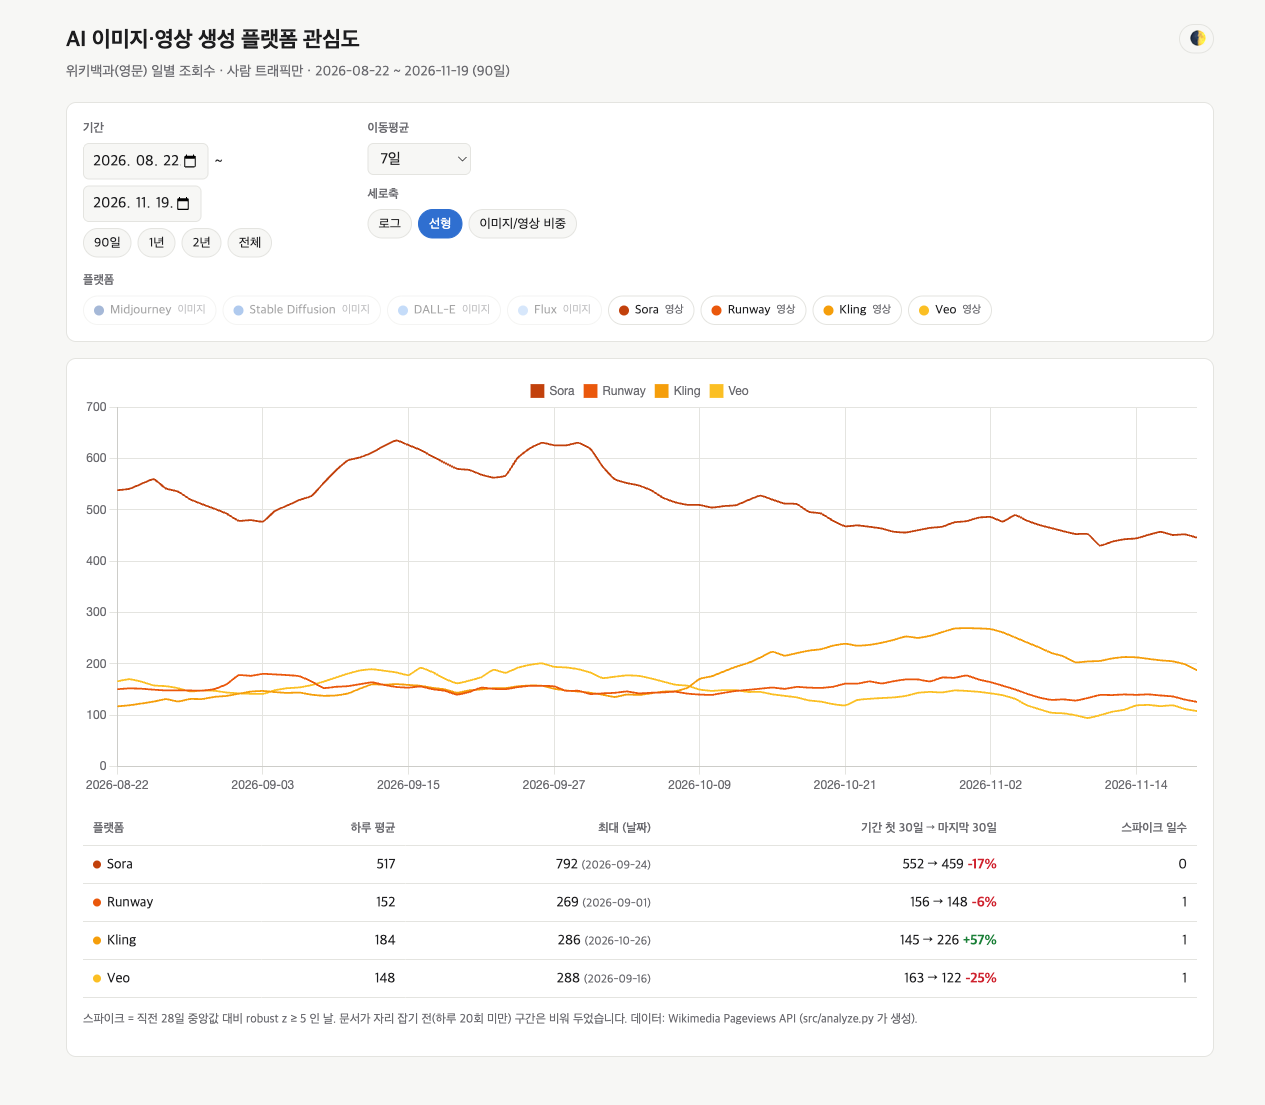 AI 이미지·영상 생성 플랫폼 관심도
위키백과(영문) 일별 조회수 · 사람 트래픽만 · 2026-08-22 ~ 2026-11-19 (90일)
기간
2026. 08. 22 ~
2026. 11. 19.
90일 1년 2년 전체
이동평균
7일
세로축
로그 선형 이미지/영상 비중
플랫폼
Midjourney 이미지 Stable Diffusion 이미지 DALL-E 이미지 Flux 이미지 Sora 영상 Runway 영상 Kling 영상 Veo 영상
Sora Runway Kling Veo
700
600
500
400
300
200
100
0
2026-08-22 2026-09-03 2026-09-15 2026-09-27 2026-10-09 2026-10-21 2026-11-02 2026-11-14
플랫폼 하루 평균 최대 (날짜) 기간 첫 30일 → 마지막 30일 스파이크 일수
Sora 517 792 (2026-09-24) 552 → 459 -17% 0
Runway 152 269 (2026-09-01) 156 → 148 -6% 1
Kling 184 286 (2026-10-26) 145 → 226 +57% 1
Veo 148 288 (2026-09-16) 163 → 122 -25% 1
스파이크 = 직전 28일 중앙값 대비 robust z ≥ 5 인 날. 문서가 자리 잡기 전(하루 20회 미만) 구간은 비워 두었습니다. 데이터: Wikimedia Pageviews API (src/analyze.py 가 생성).